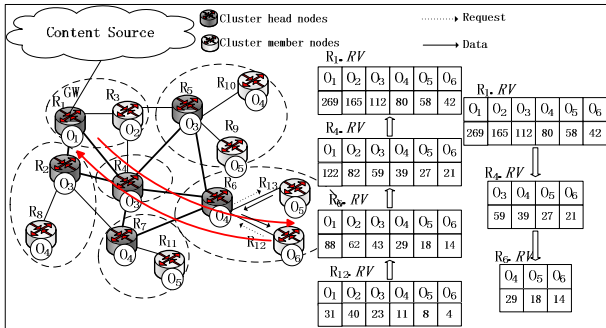 Content Source
Cluster head nodes
Cluster member nodes
Request
Data
GW
R1
O1
R3
O2
R5
O3
R10
O4
R9
O5
R2
O3
R4
O3
R6
O4
R13
O5
R12
O6
R8
O4
R7
O4
R11
O5
R1-RV
O1 O2 O3 O4 O5 O6
269 165 112 80 58 42
R4-RV
O1 O2 O3 O4 O5 O6
122 82 59 39 27 21
R6-RV
O1 O2 O3 O4 O5 O6
88 62 43 29 18 14
R12-RV
O1 O2 O3 O4 O5 O6
31 40 23 11 8 4
R1-RV
O1 O2 O3 O4 O5 O6
269 165 112 80 58 42
R4-RV
O3 O4 O5 O6
59 39 27 21
R6-RV
O4 O5 O6
29 18 14